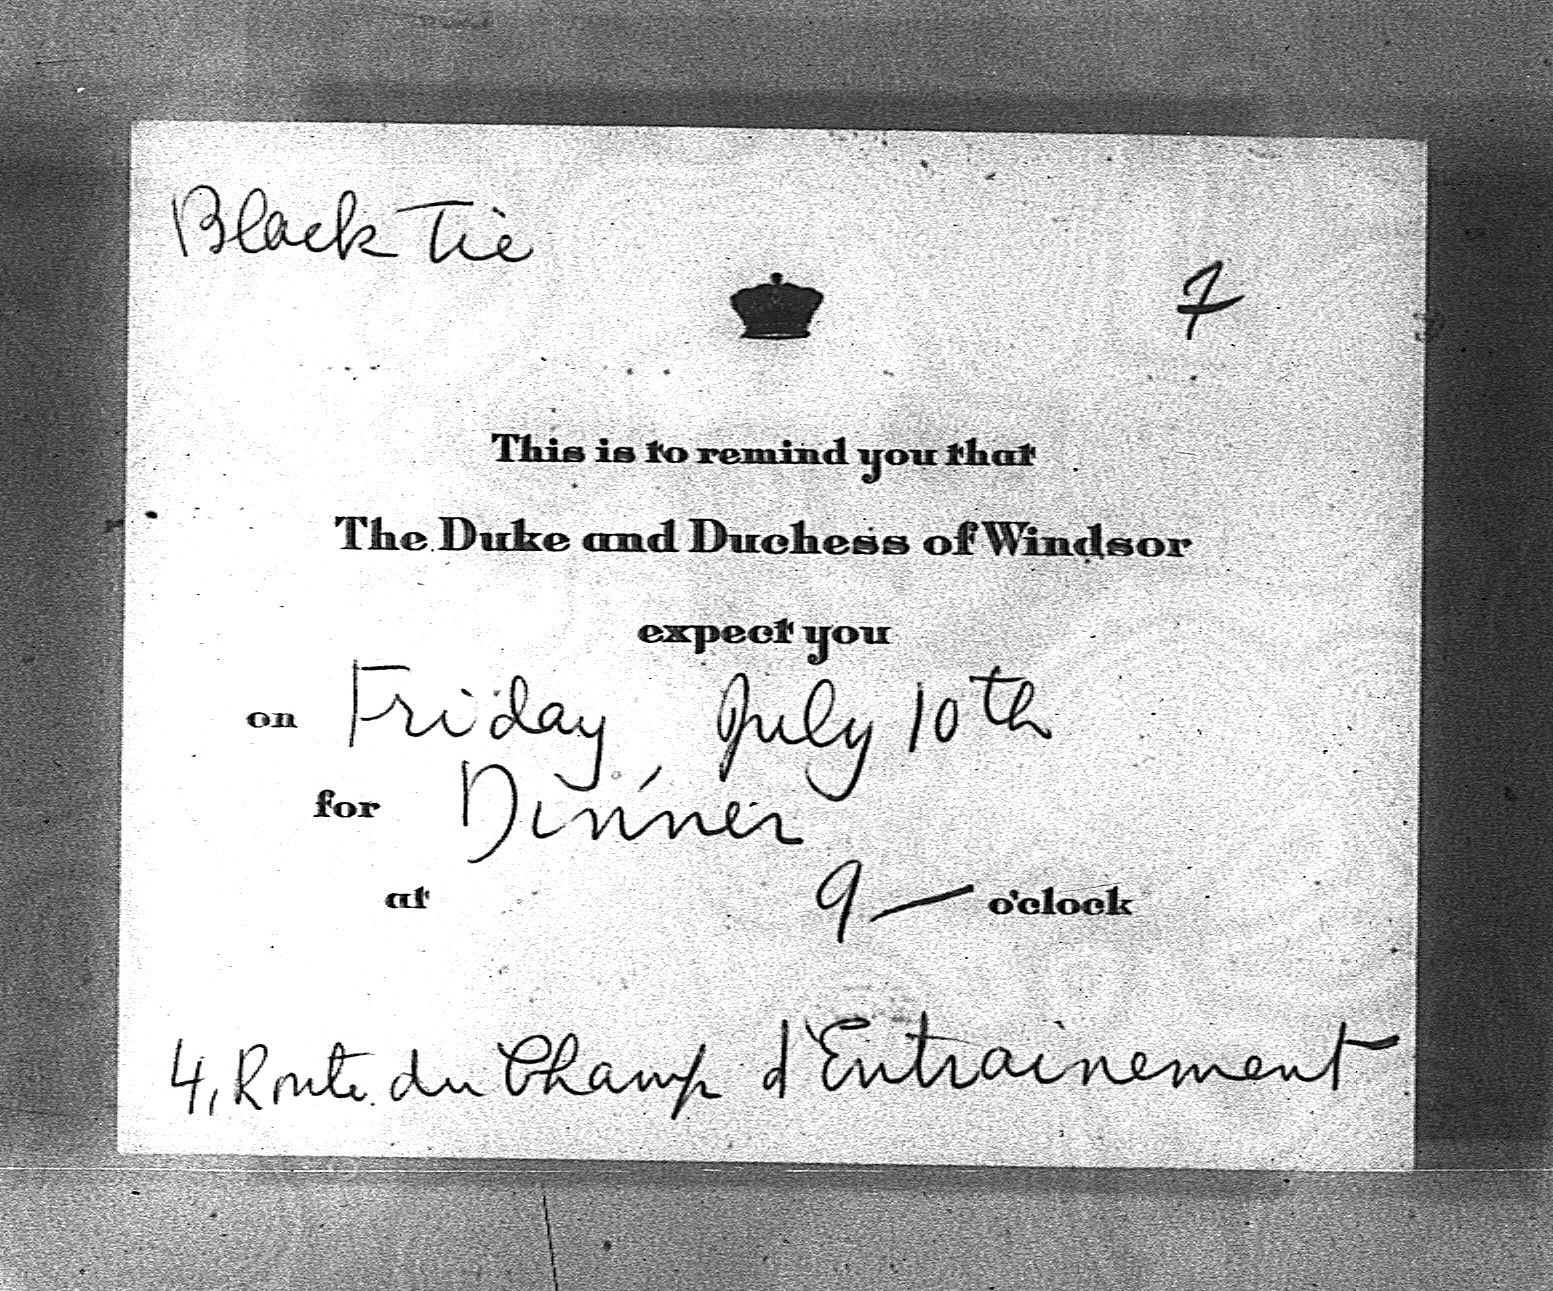 Black Tie
7
This is to remind you that
The Duke and Duchess of Windsor
expect you
on Friday, July 10th
for Dinner
at 9 — o'clock
4, Route du Champ d'Entrainement